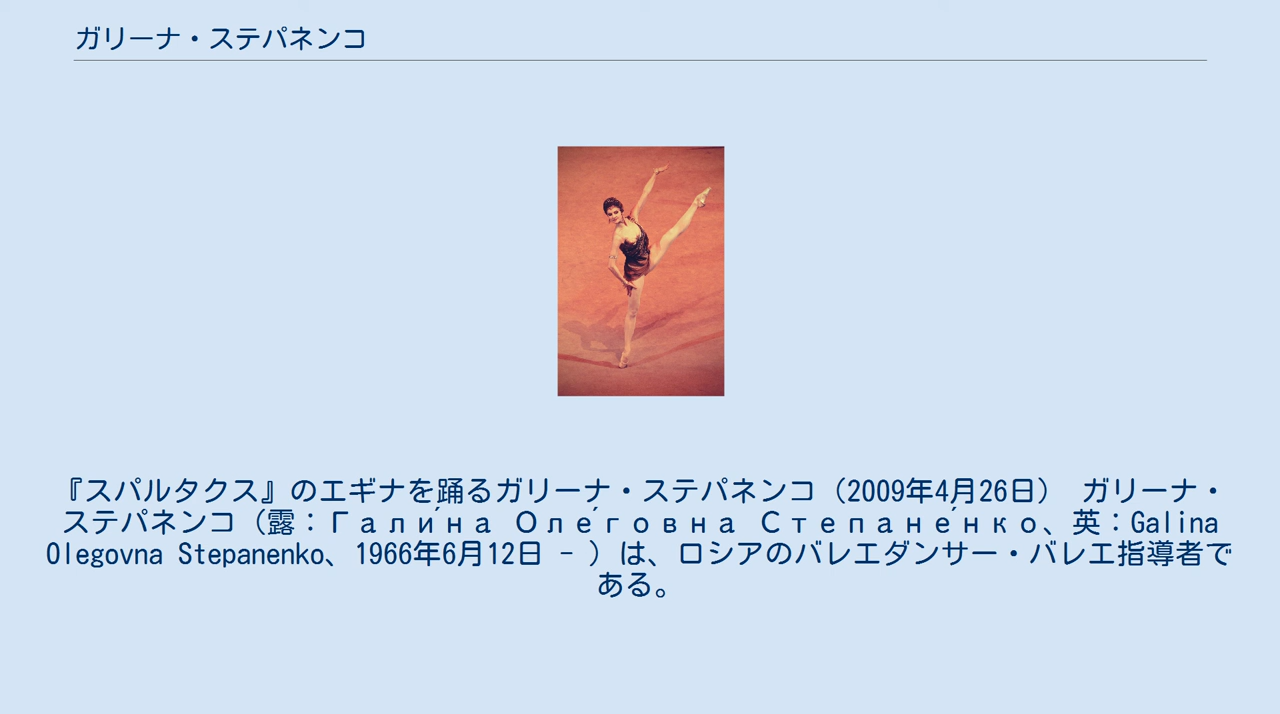 ガリーナ・ステパネンコ
『スパルタクス』のエギナを踊るガリーナ・ステパネンコ（2009年4月26日） ガリーナ・
ステパネンコ（露：Гали́на Оле́говна Степане́нко、英：Galina
Olegovna Stepanenko、1966年6月12日 - ）は、ロシアのバレエダンサー・バレエ指導者で
ある。